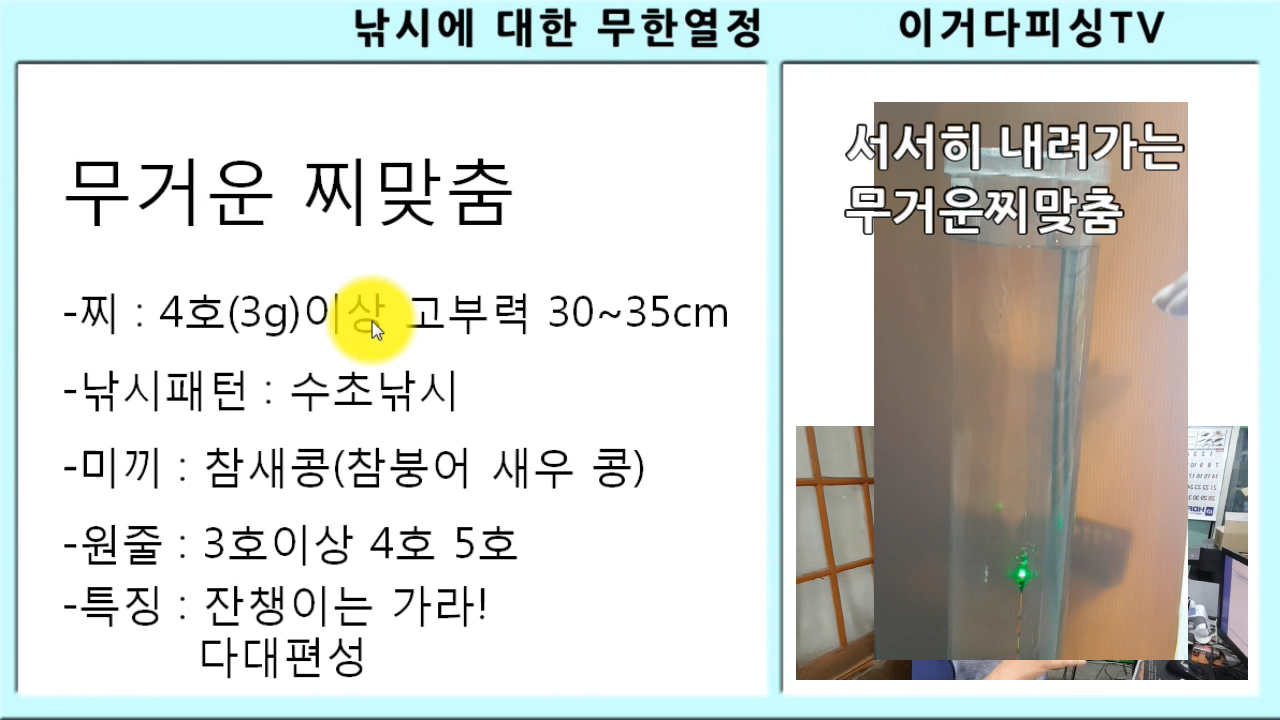 낚시에 대한 무한열정
이거다피싱TV
무거운 찌맞춤
-찌 : 4호(3g)이상 고부력 30~35cm
-낚시패턴 : 수초낚시
-미끼 : 참새콩(참붕어 새우 콩)
-원줄 : 3호이상 4호 5호
-특징 : 잔챙이는 가라!
다대편성
서서히 내려가는
무거운찌맞춤